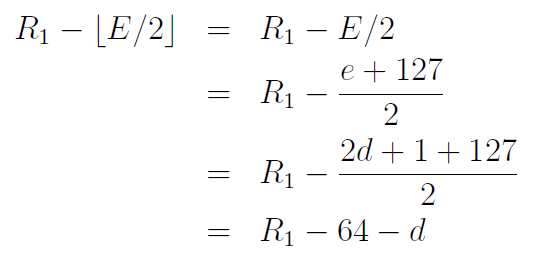 R₁ − ⌊E/2⌋ = R₁ − E/2
= R₁ − (e + 127)/2
= R₁ − (2d + 1 + 127)/2
= R₁ − 64 − d